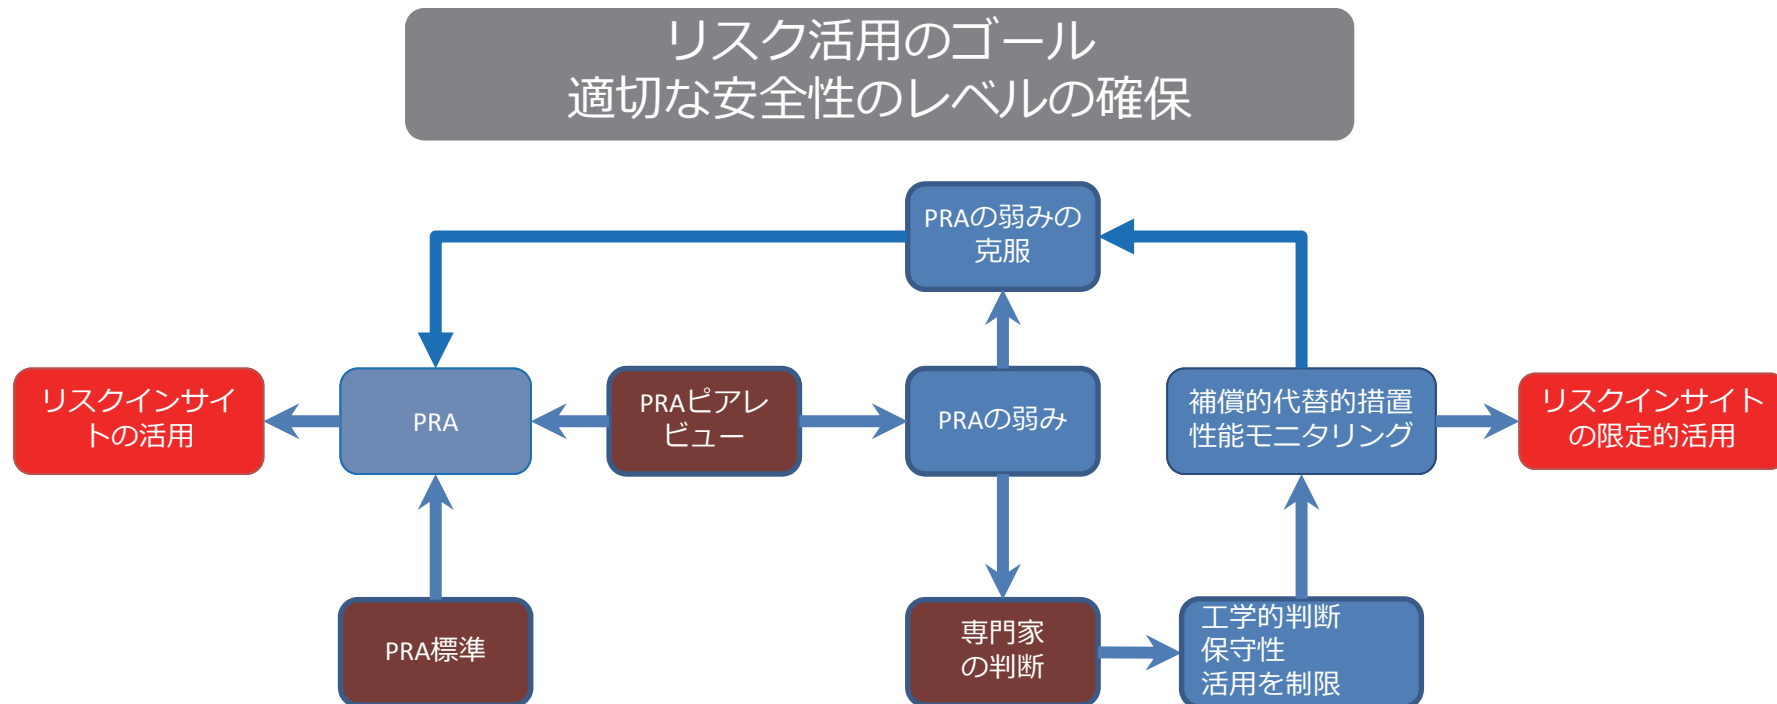 リスク活用のゴール
適切な安全性のレベルの確保
PRAの弱みの
克服
リスクインサイ
トの活用
PRA
PRAピアレ
ビュー
PRAの弱み
補償的代替的措置
性能モニタリング
リスクインサイト
の限定的活用
PRA標準
専門家
の判断
工学的判断
保守性
活用を制限